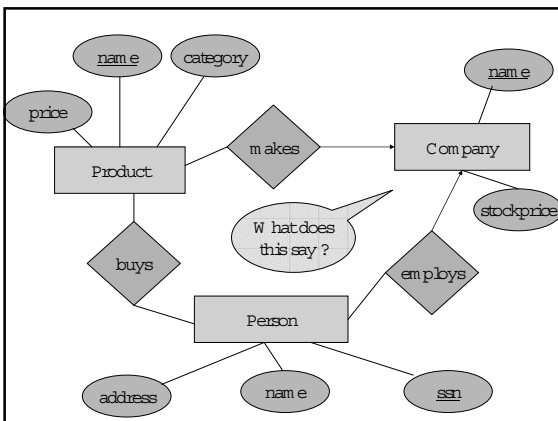 name
category
name
price
makes
Company
Product
stockprice
What does
this say?
buys
employs
Person
address
name
ssn